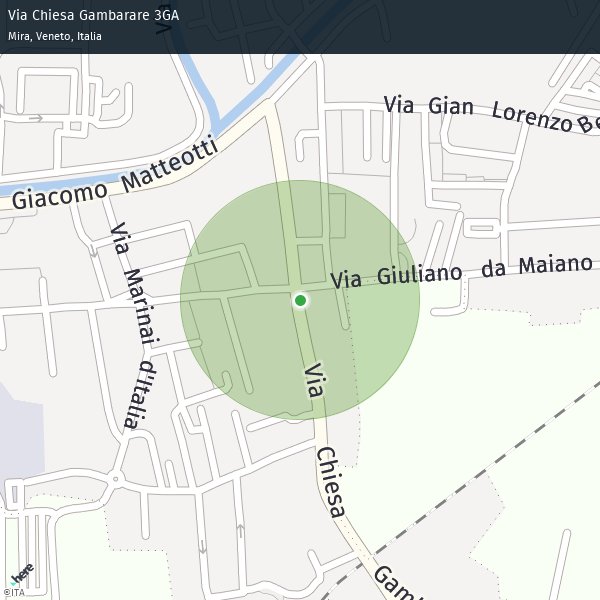 Via Chiesa Gambarare 3GA
Mira, Veneto, Italia
Via
Via Gian Lorenzo Be
Giacomo Matteotti
Via Marinai d'Italia
Via Giuliano da Maiano
Via Chiesa Gamb
here
©ITA